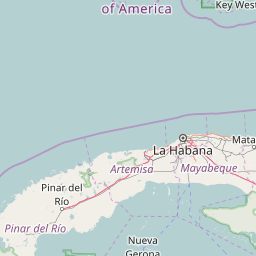 of America
Key West
La Habana
Mata
Artemisa
Mayabeque
Pinar del
Río
Pinar del Río
Nueva
Gerona